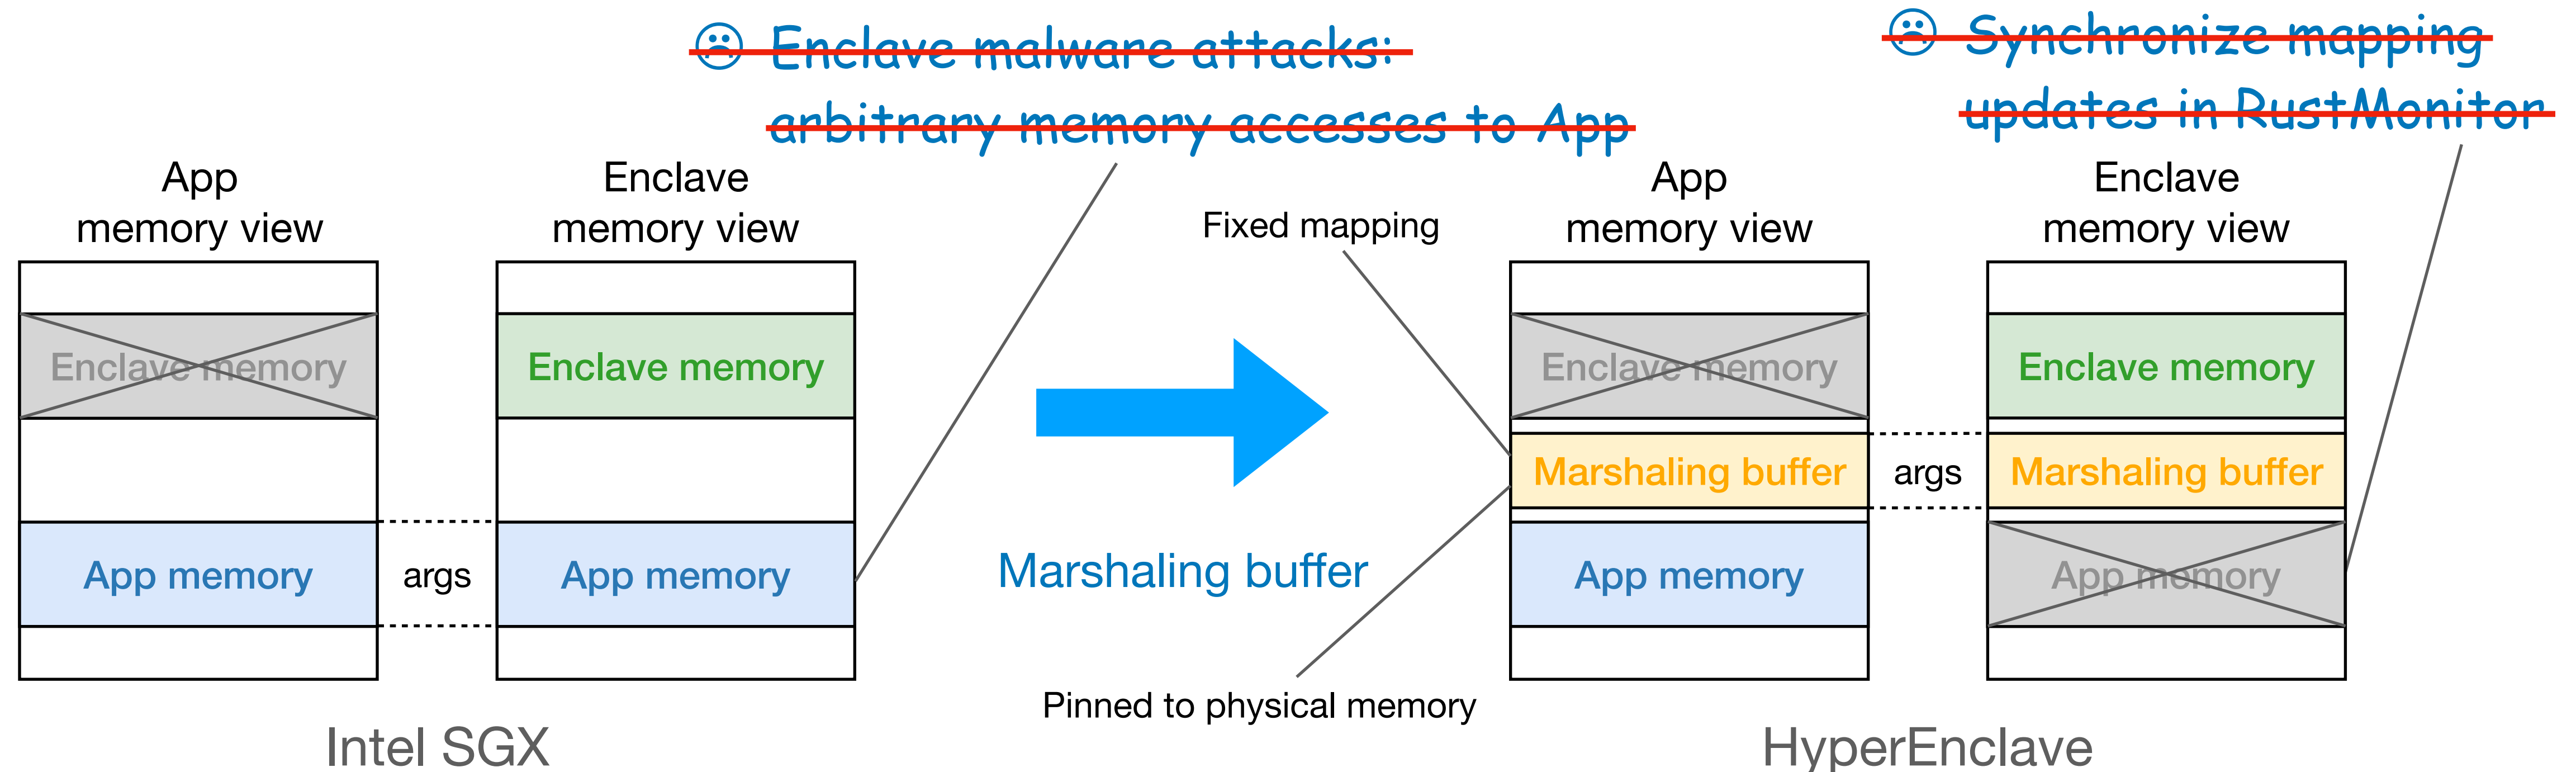 ☹ Enclave malware attacks:
arbitrary memory accesses to App
☹ Synchronize mapping
updates in RustMonitor
App
memory view
Enclave
memory view
Enclave memory
Enclave memory
App memory
args
App memory
Intel SGX
Marshaling buffer
Fixed mapping
Pinned to physical memory
App
memory view
Enclave
memory view
Enclave memory
Enclave memory
Marshaling buffer
args
Marshaling buffer
App memory
App memory
HyperEnclave